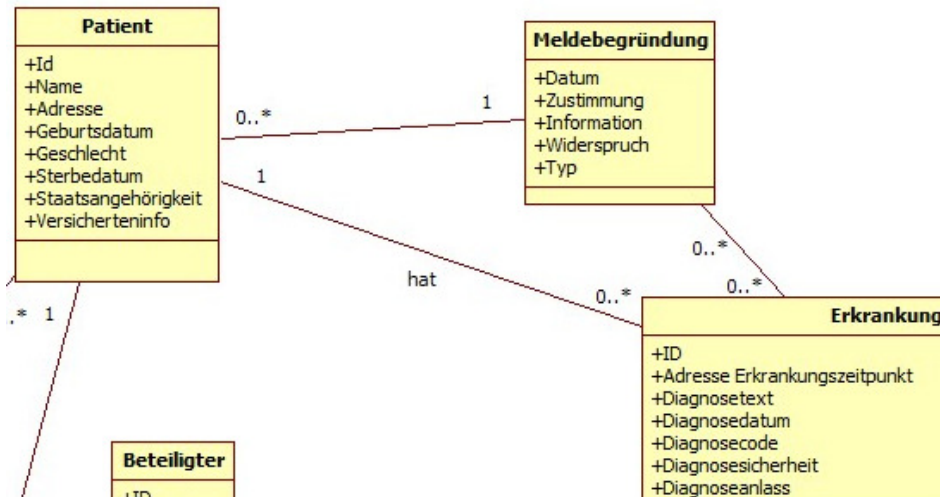 Patient
+Id
+Name
+Adresse
+Geburtsdatum
+Geschlecht
+Sterbedatum
+Staatsangehörigkeit
+Versicherteninfo
Meldebegründung
+Datum
+Zustimmung
+Information
+Widerspruch
+Typ
0..*
1
1
hat
0..*
0..*
0..*
.*
1
Erkrankung
+ID
+Adresse Erkrankungszeitpunkt
+Diagnosetext
+Diagnosedatum
+Diagnosecode
+Diagnosesicherheit
+Diagnoseanlass
Beteiligter
+ID